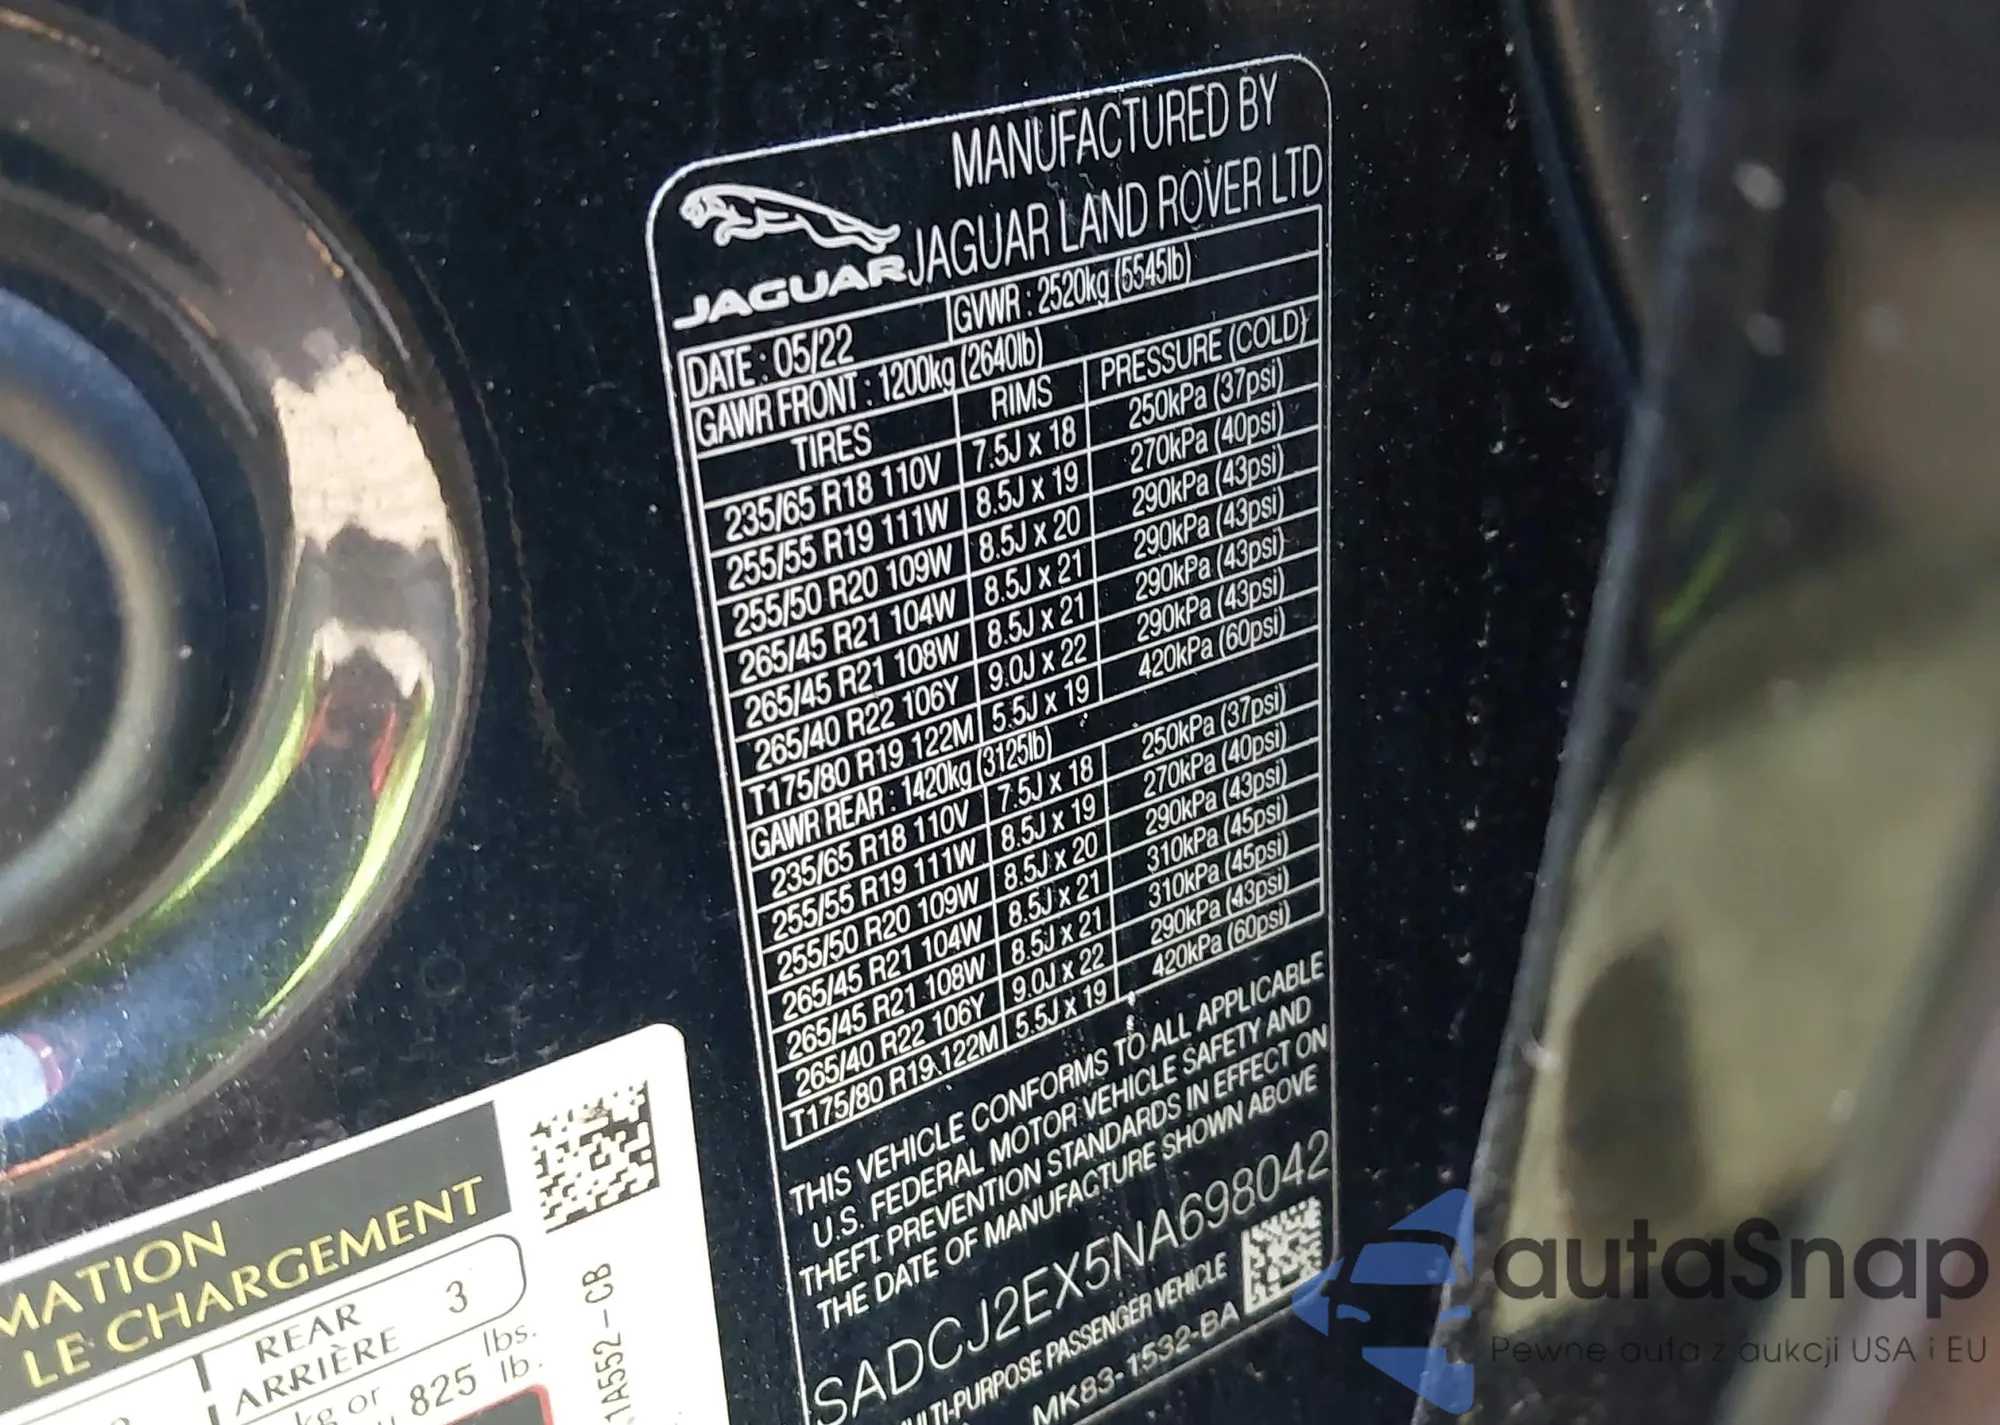 MANUFACTURED BY
JAGUAR LAND ROVER LTD
JAGUAR
DATE : 05/22 GVWR : 2520kg (5545lb)
GAWR FRONT : 1200kg (2640lb)
TIRES RIMS PRESSURE (COLD)
235/65 R18 110V 7.5J x 18 250kPa (37psi)
255/55 R19 111W 8.5J x 19 270kPa (40psi)
255/50 R20 109W 8.5J x 20 290kPa (43psi)
265/45 R21 104W 8.5J x 21 290kPa (43psi)
265/45 R21 108W 8.5J x 21 290kPa (43psi)
265/40 R22 106Y 9.0J x 22 290kPa (43psi)
T175/80 R19 122M 5.5J x 19 420kPa (60psi)
GAWR REAR : 1420kg (3125lb)
235/65 R18 110V 7.5J x 18 250kPa (37psi)
255/55 R19 111W 8.5J x 19 270kPa (40psi)
255/50 R20 109W 8.5J x 20 290kPa (43psi)
265/45 R21 104W 8.5J x 21 310kPa (45psi)
265/45 R21 108W 8.5J x 21 310kPa (45psi)
265/40 R22 106Y 9.0J x 22 290kPa (43psi)
T175/80 R19 122M 5.5J x 19 420kPa (60psi)
THIS VEHICLE CONFORMS TO ALL APPLICABLE
U.S. FEDERAL MOTOR VEHICLE SAFETY AND
THEFT PREVENTION STANDARDS IN EFFECT ON
THE DATE OF MANUFACTURE SHOWN ABOVE
SADCJ2EX5NA698042
MULTI-PURPOSE PASSENGER VEHICLE
MK83-1532-BA
MATION
LE CHARGEMENT
REAR
ARRIÈRE 3
kg or 825 lbs.
lb.
1A552-CB
autaSnap
Pewne auta z aukcji USA i EU